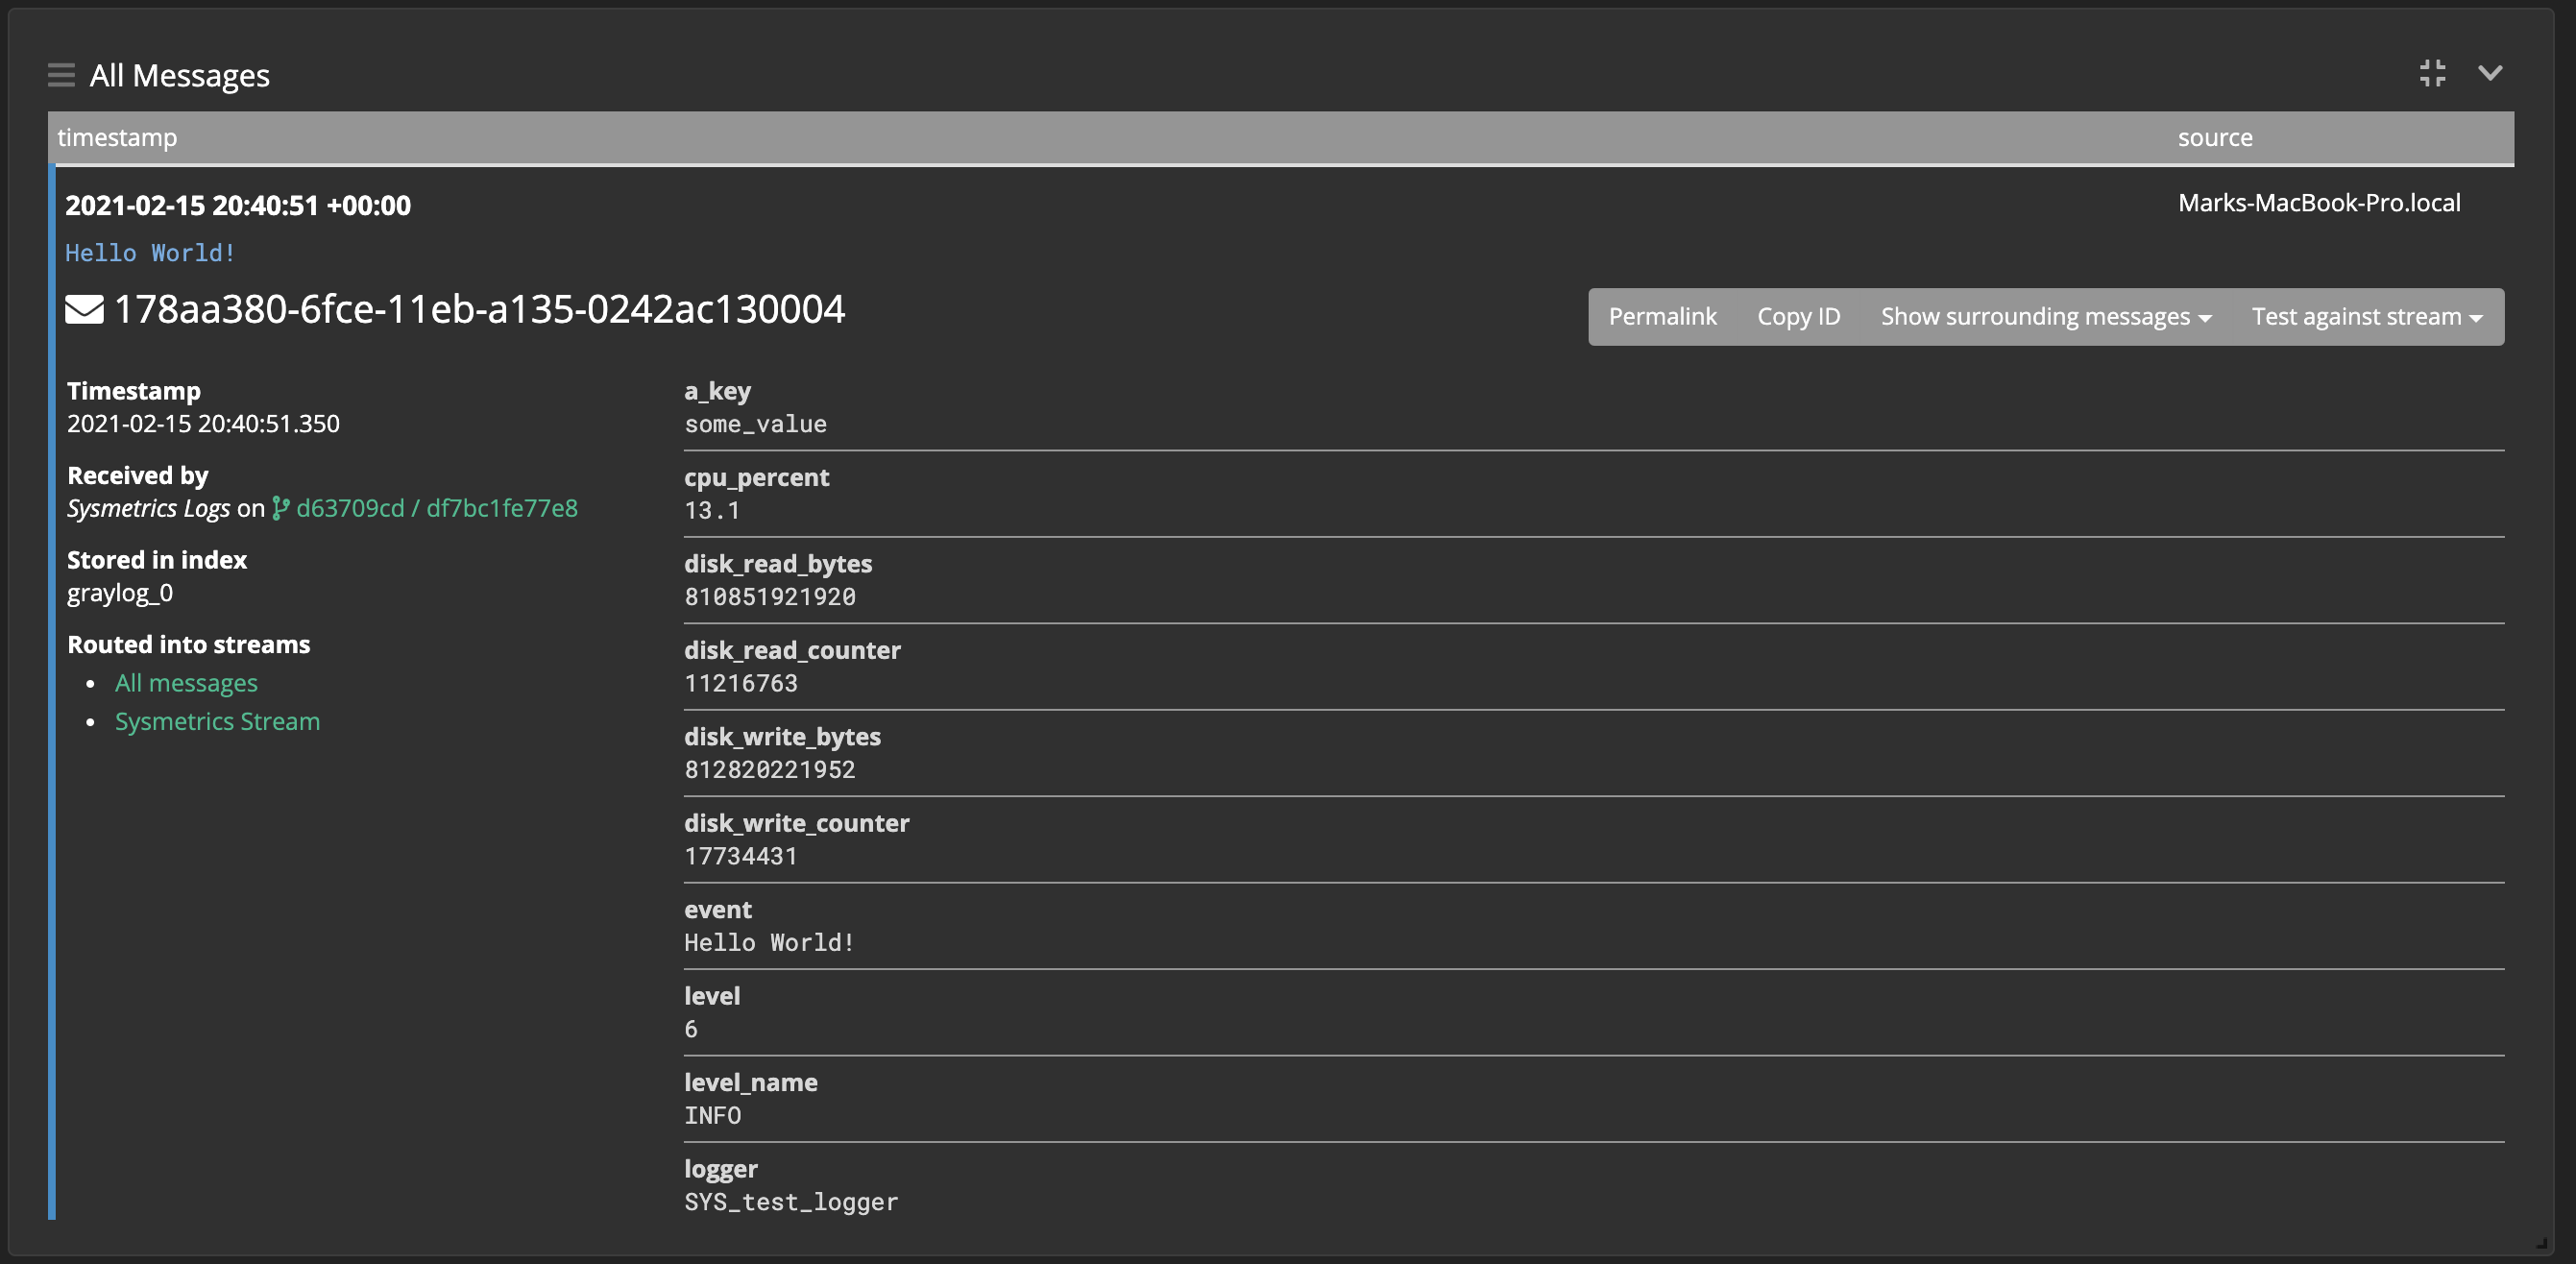 All Messages
timestamp source
2021-02-15 20:40:51 +00:00 Marks-MacBook-Pro.local
Hello World!
178aa380-6fce-11eb-a135-0242ac130004
Permalink Copy ID Show surrounding messages Test against stream
Timestamp
2021-02-15 20:40:51.350
Received by
Sysmetrics Logs on d63709cd / df7bc1fe77e8
Stored in index
graylog_0
Routed into streams
• All messages
• Sysmetrics Stream
a_key
some_value
cpu_percent
13.1
disk_read_bytes
810851921920
disk_read_counter
11216763
disk_write_bytes
812820221952
disk_write_counter
17734431
event
Hello World!
level
6
level_name
INFO
logger
SYS_test_logger